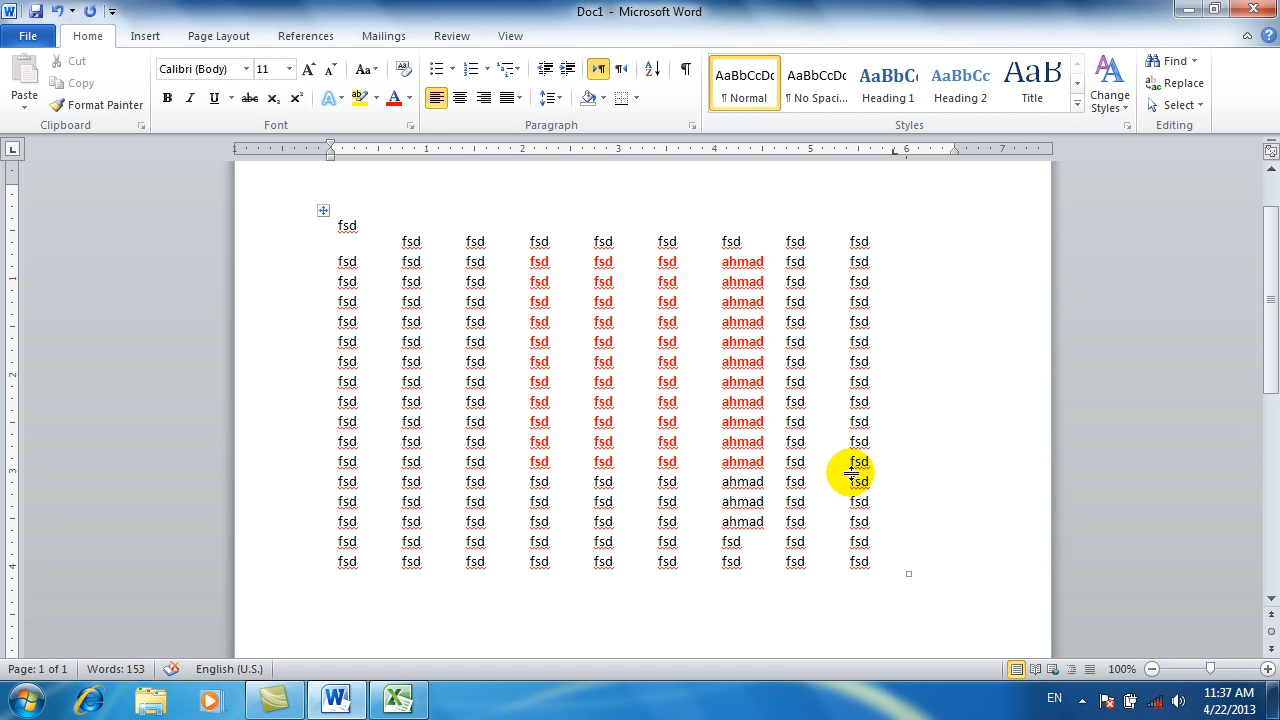 Doc1 - Microsoft Word
File Home Insert Page Layout References Mailings Review View
Paste Cut Copy Format Painter Clipboard
Calibri (Body) 11 Font
Paragraph
AaBbCcDc ¶ Normal AaBbCcDc ¶ No Spaci... AaBbCc Heading 1 AaBbCc Heading 2 AaB Title Change Styles Styles
Find Replace Select Editing
1 1 2 3 4 5 6 7
fsd
fsd fsd fsd fsd fsd fsd fsd fsd
fsd fsd fsd fsd fsd fsd ahmad fsd fsd
fsd fsd fsd fsd fsd fsd ahmad fsd fsd
fsd fsd fsd fsd fsd fsd ahmad fsd fsd
fsd fsd fsd fsd fsd fsd ahmad fsd fsd
fsd fsd fsd fsd fsd fsd ahmad fsd fsd
fsd fsd fsd fsd fsd fsd ahmad fsd fsd
fsd fsd fsd fsd fsd fsd ahmad fsd fsd
fsd fsd fsd fsd fsd fsd ahmad fsd fsd
fsd fsd fsd fsd fsd fsd ahmad fsd fsd
fsd fsd fsd fsd fsd fsd ahmad fsd fsd
fsd fsd fsd fsd fsd fsd ahmad fsd fsd
fsd fsd fsd fsd fsd fsd ahmad fsd fsd
fsd fsd fsd fsd fsd fsd ahmad fsd fsd
fsd fsd fsd fsd fsd fsd ahmad fsd fsd
fsd fsd fsd fsd fsd fsd fsd fsd fsd
fsd fsd fsd fsd fsd fsd fsd fsd fsd
Page: 1 of 1 Words: 153 English (U.S.) 100%
EN 11:37 AM
4/22/2013